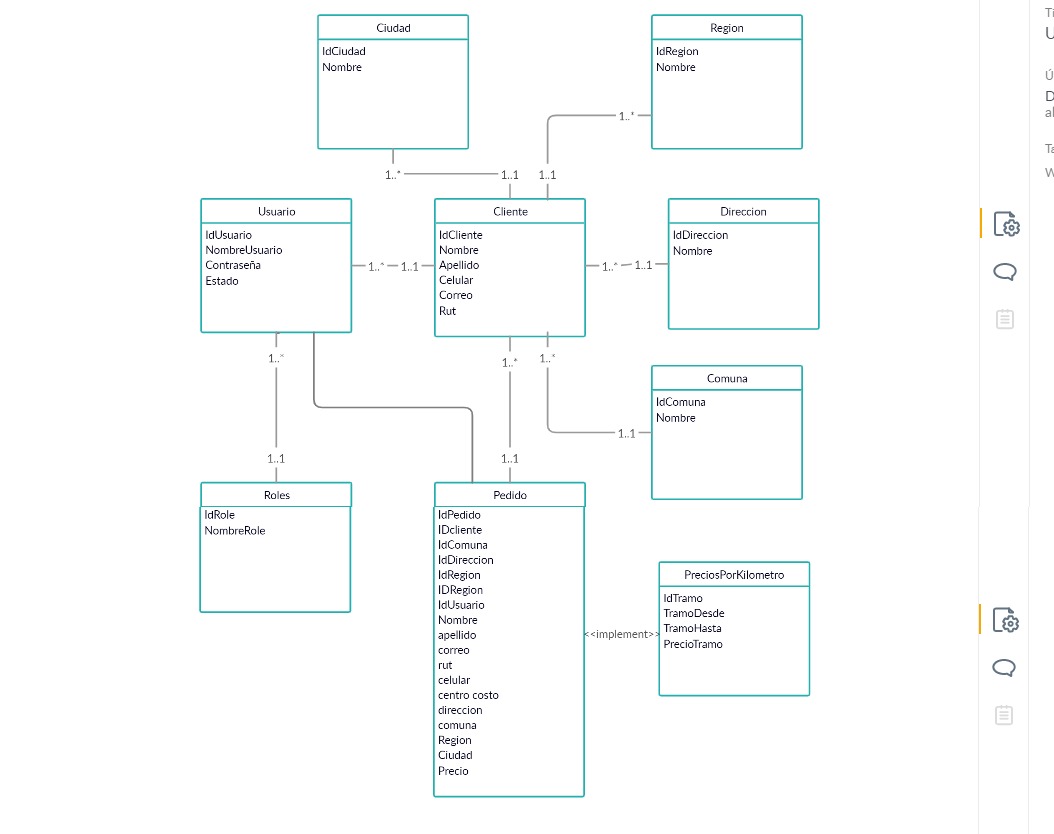 Ciudad
IdCiudad
Nombre
Region
IdRegion
Nombre
1..*
1..*
1..1
1..1
Usuario
IdUsuario
NombreUsuario
Contraseña
Estado
Cliente
IdCliente
Nombre
Apellido
Celular
Correo
Rut
Direccion
IdDireccion
Nombre
1..*
1..1
1..*
1..1
1..*
1..*
1..*
Comuna
IdComuna
Nombre
1..1
1..1
1..1
Roles
IdRole
NombreRole
Pedido
IdPedido
IDcliente
IdComuna
IdDireccion
IdRegion
IDRegion
IdUsuario
Nombre
apellido
correo
rut
celular
centro costo
direccion
comuna
Region
Ciudad
Precio
<<implement>>
PreciosPorKilometro
IdTramo
TramoDesde
TramoHasta
PrecioTramo